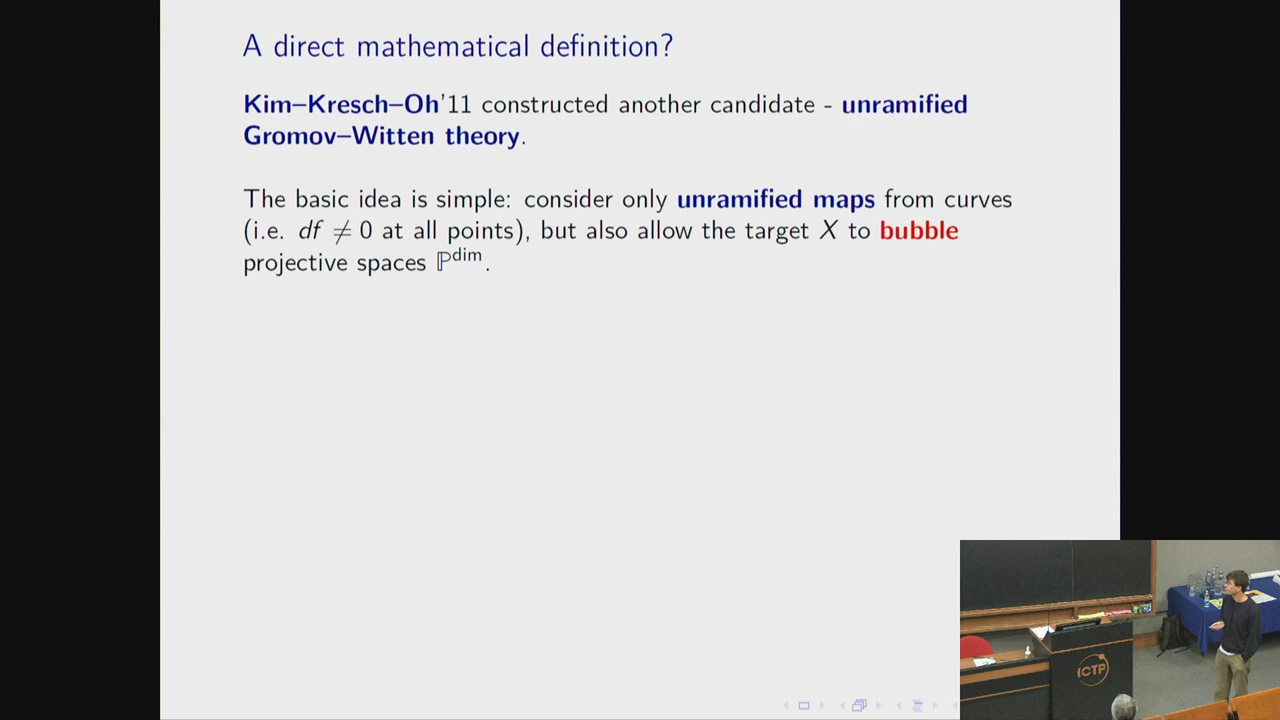 A direct mathematical definition?
Kim–Kresch–Oh'11 constructed another candidate - unramified
Gromov–Witten theory.
The basic idea is simple: consider only unramified maps from curves
(i.e. df ≠ 0 at all points), but also allow the target X to bubble
projective spaces ℙ^dim.
ICTP